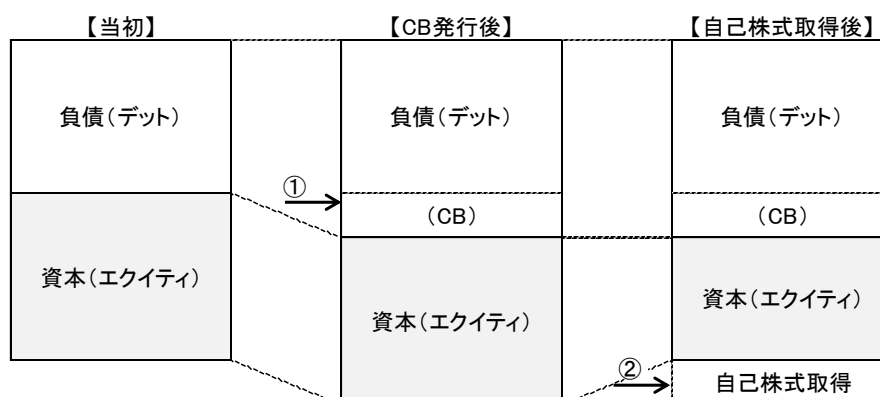 【当初】
【CB発行後】
【自己株式取得後】
負債(デット)
負債(デット)
負債(デット)
①
(CB)
(CB)
資本(エクイティ)
資本(エクイティ)
資本(エクイティ)
②
自己株式取得